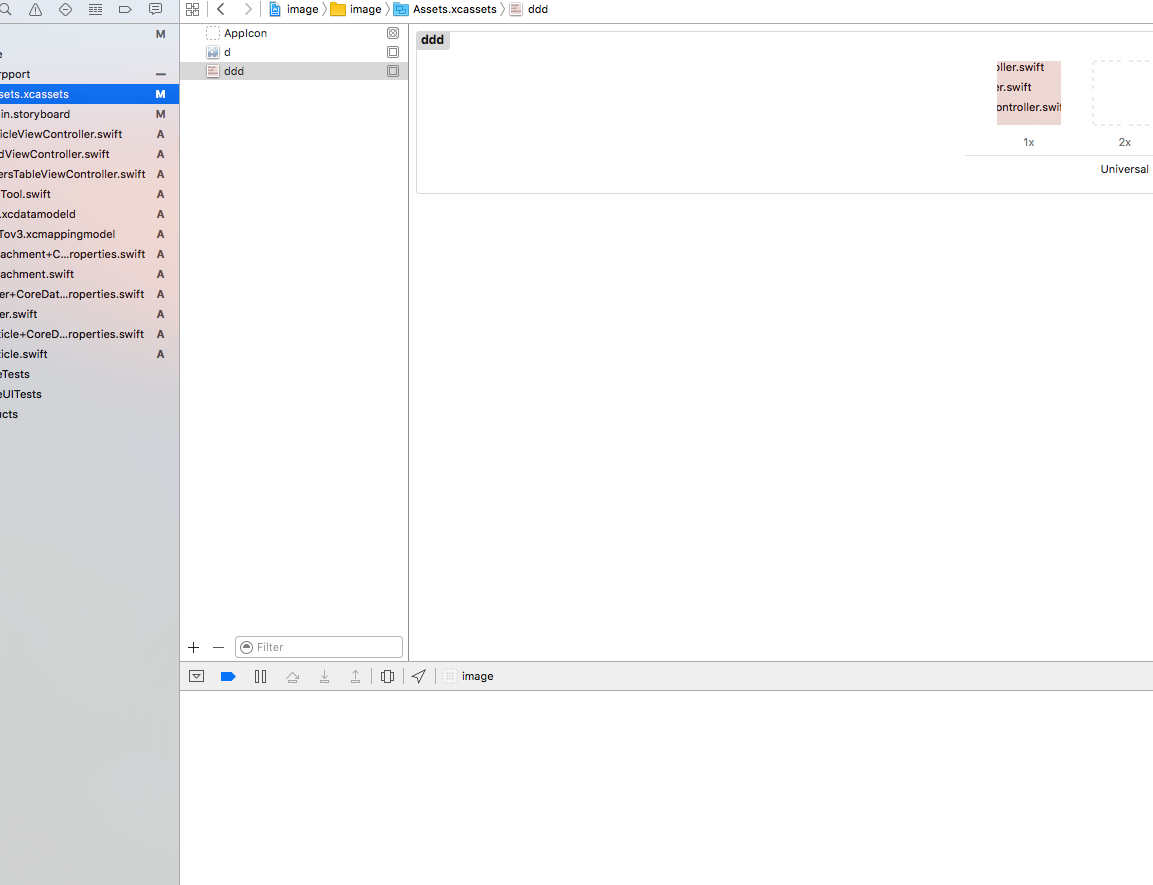 image image Assets.xcassets ddd
M
e
rpport
sets.xcassets M
in.storyboard M
icleViewController.swift A
dViewController.swift A
ersTableViewController.swift A
Tool.swift A
.xcdatamodeld A
Tov3.xcmappingmodel A
achment+C...roperties.swift A
achment.swift A
er+CoreDat...roperties.swift A
er.swift A
icle+CoreD...roperties.swift A
icle.swift A
eTests
eUITests
ucts
AppIcon
d
ddd
Filter
ddd
oller.swift
er.swift
ontroller.swif
1x
2x
Universal
image